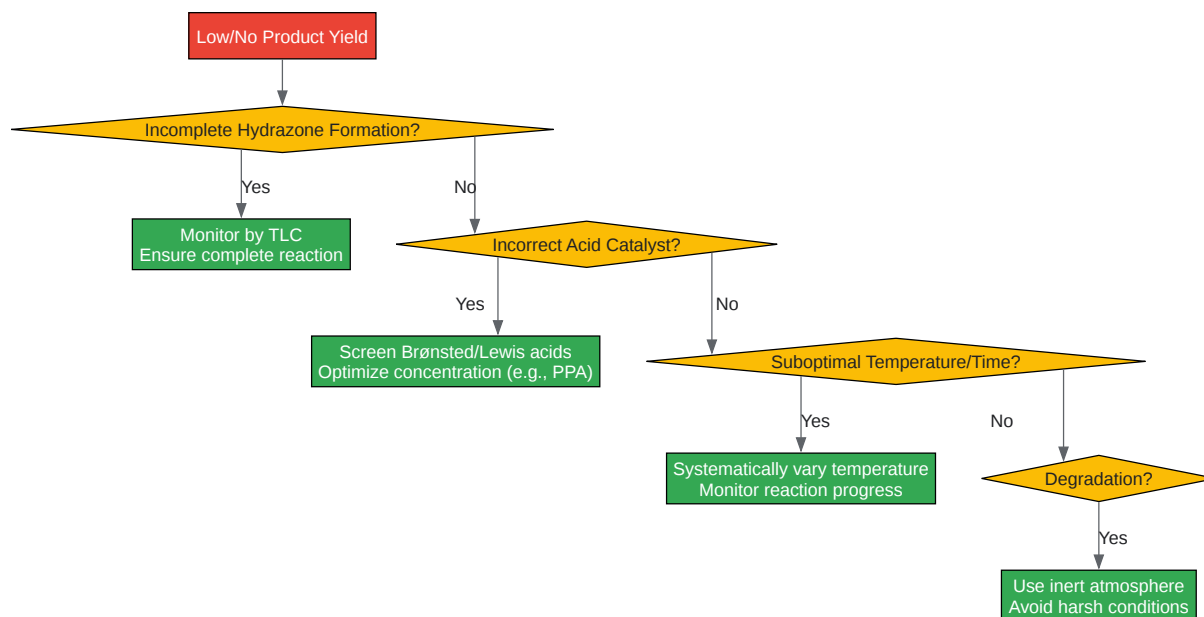 Low/No Product Yield
Incomplete Hydrazone Formation?
Yes
No
Monitor by TLC
Ensure complete reaction
Incorrect Acid Catalyst?
Yes
No
Screen Brønsted/Lewis acids
Optimize concentration (e.g., PPA)
Suboptimal Temperature/Time?
Yes
No
Systematically vary temperature
Monitor reaction progress
Degradation?
Yes
Use inert atmosphere
Avoid harsh conditions